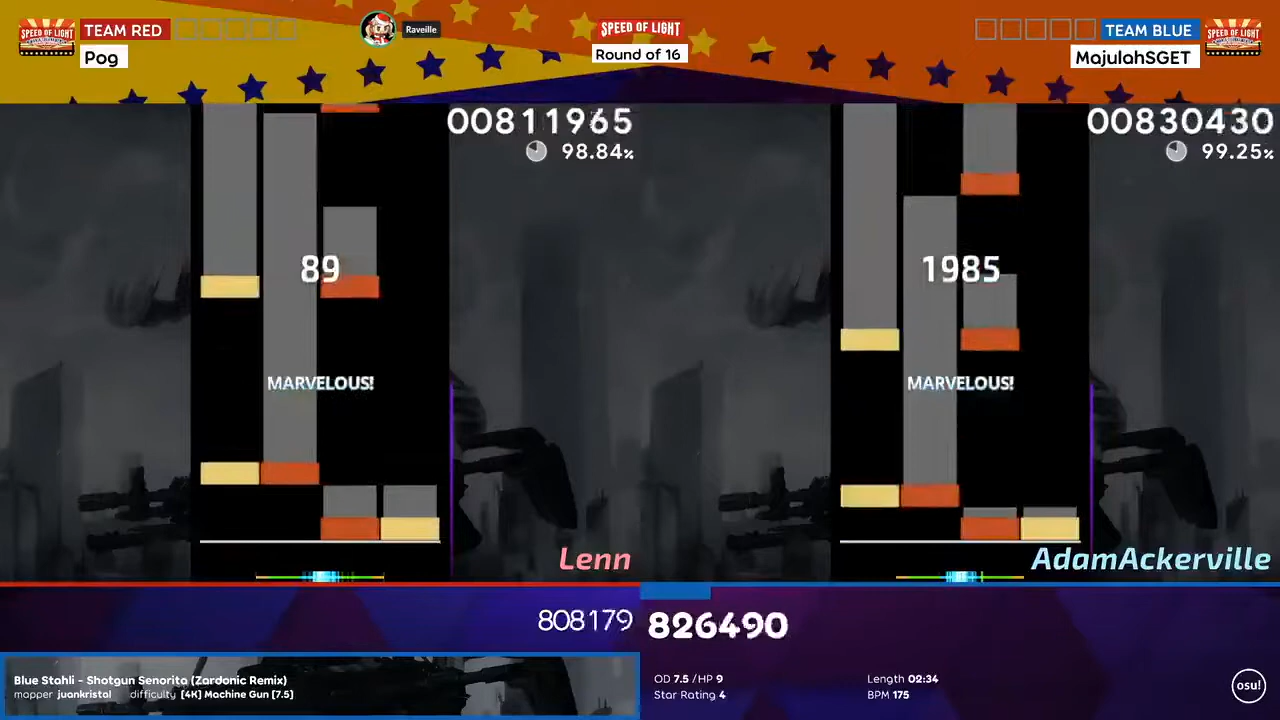 SPEED OF LIGHT
TEAM RED
Pog
Raveille
SPEED OF LIGHT
Round of 16
TEAM BLUE
MajulahSGET
SPEED OF LIGHT
00811965
98.84%
00830430
99.25%
89
1985
MARVELOUS!
MARVELOUS!
Lenn
AdamAckerville
808179
826490
Blue Stahli - Shotgun Senorita (Zardonic Remix)
mapper juankristal difficulty [4K] Machine Gun [7.5]
OD 7.5 / HP 9
Star Rating 4
Length 02:34
BPM 175
osu!